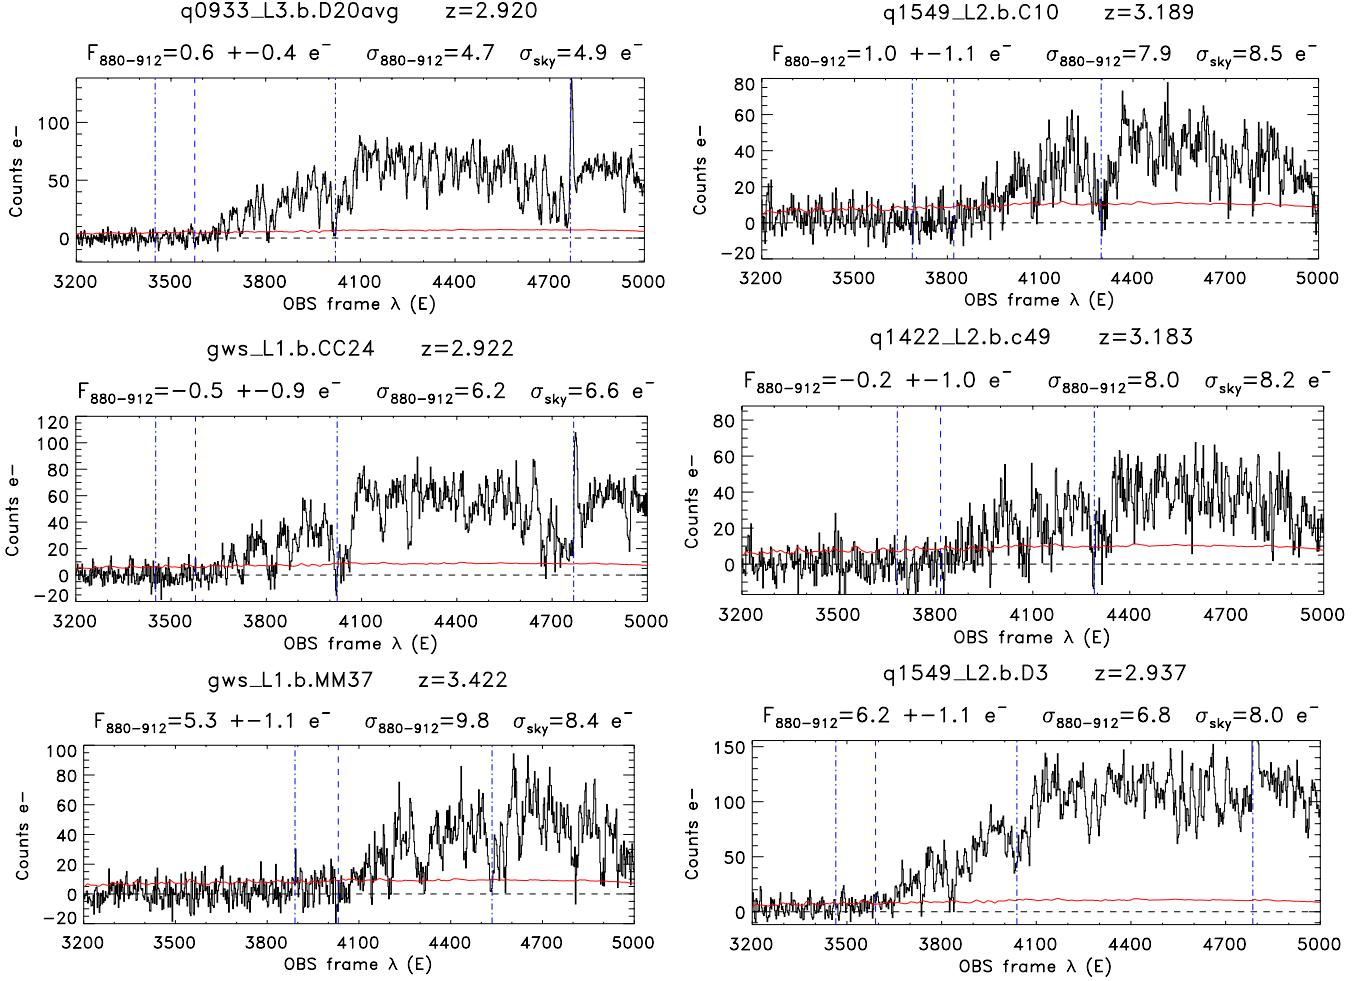 q0933_L3.b.D20avg z=2.920
F880-912=0.6 +-0.4 e⁻ σ880-912=4.7 σsky=4.9 e⁻
100
50
0
Counts e-
3200 3500 3800 4100 4400 4700 5000
OBS frame λ (E)
q1549_L2.b.C10 z=3.189
F880-912=1.0 +-1.1 e⁻ σ880-912=7.9 σsky=8.5 e⁻
80
60
40
20
0
-20
Counts e-
3200 3500 3800 4100 4400 4700 5000
OBS frame λ (E)
gws_L1.b.CC24 z=2.922
F880-912=-0.5 +-0.9 e⁻ σ880-912=6.2 σsky=6.6 e⁻
120
100
80
60
40
20
0
-20
Counts e-
3200 3500 3800 4100 4400 4700 5000
OBS frame λ (E)
q1422_L2.b.c49 z=3.183
F880-912=-0.2 +-1.0 e⁻ σ880-912=8.0 σsky=8.2 e⁻
80
60
40
20
0
Counts e-
3200 3500 3800 4100 4400 4700 5000
OBS frame λ (E)
gws_L1.b.MM37 z=3.422
F880-912=5.3 +-1.1 e⁻ σ880-912=9.8 σsky=8.4 e⁻
100
80
60
40
20
0
-20
Counts e-
3200 3500 3800 4100 4400 4700 5000
OBS frame λ (E)
q1549_L2.b.D3 z=2.937
F880-912=6.2 +-1.1 e⁻ σ880-912=6.8 σsky=8.0 e⁻
150
100
50
0
Counts e-
3200 3500 3800 4100 4400 4700 5000
OBS frame λ (E)